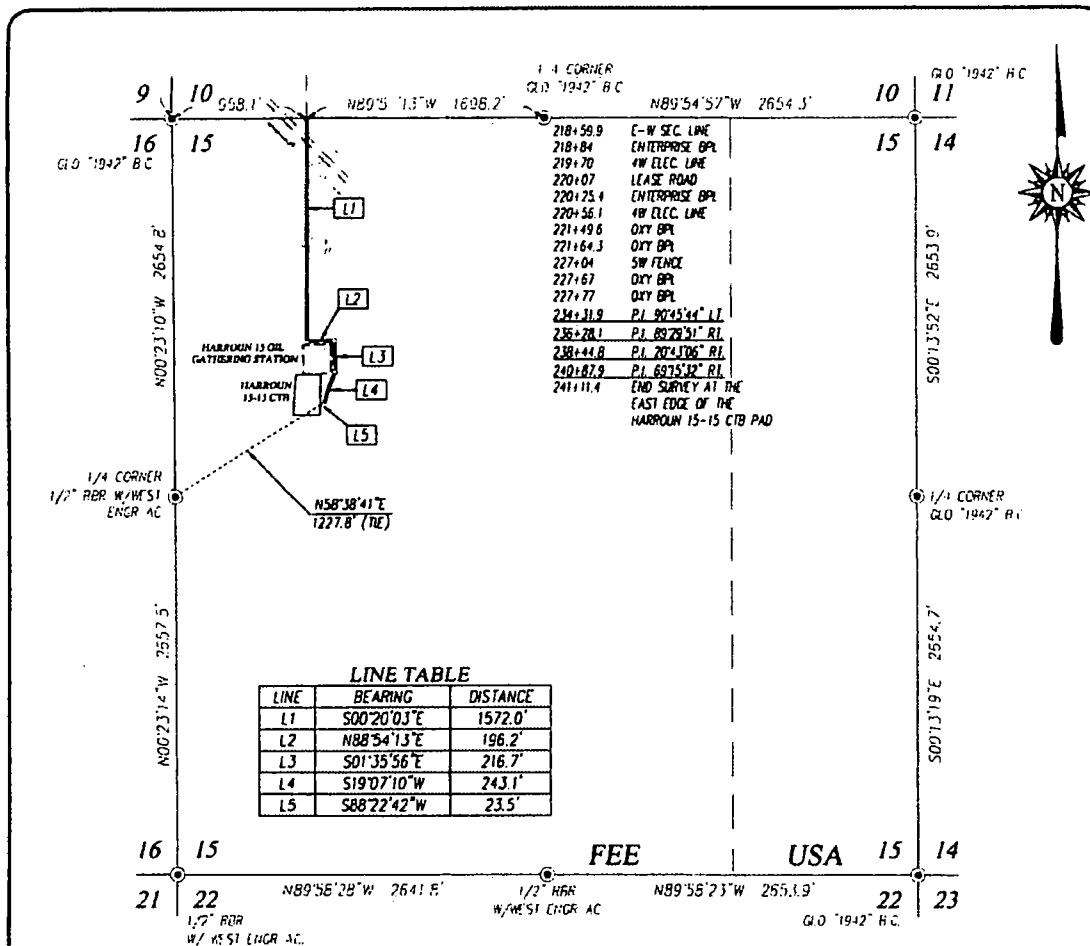 1/4 CORNER
GLO "1942" B.C.
GLO "1942" B.C.
9 10
958.1'
1698.2'
N89°54'57"W 2654.3'
10 11
16 15
15 14
GLO "1942" B.C.
218+59.9 E-W SEC. LINE
218+84 ENTERPRISE BPL
219+70 4W ELEC. LINE
220+07 LEASE ROAD
220+25.4 ENTERPRISE BPL
220+56.1 4W ELEC. LINE
221+49.6 OXY BPL
221+64.3 OXY BPL
227+04 5W FENCE
227+67 OXY BPL
227+77 OXY BPL
234+31.9 P.I. 90°45'44" LT.
236+28.1 P.I. 89°29'51" RT.
238+44.8 P.I. 20°43'06" RT.
240+87.9 P.I. 69°15'32" RT.
241+11.4 END SURVEY AT THE
EAST EDGE OF THE
HARROUN 15-15 CTB PAD
N
L1
N00°23'10"W 2654.8'
S00°13'52"E 2653.9'
L2
HARROUN 15 OIL
GATHERING STATION
L3
HARROUN
15-15 CTB
L4
L5
1/4 CORNER
1/2" RBR W/WEST
ENGR AC
N58°38'41"E
1227.8' (TIE)
1/4 CORNER
GLO "1942" B.C.
N00°23'14"W 2657.5'
S00°13'19"E 2654.7'
LINE TABLE
LINE BEARING DISTANCE
L1 S00°20'03"E 1572.0'
L2 N88°54'13"E 196.2'
L3 S01°35'56"E 216.7'
L4 S19°07'10"W 243.1'
L5 S88°22'42"W 23.5'
16 15
FEE
USA
15 14
21 22
N89°58'28"W 2641.8'
1/2" RBR
W/WEST ENGR AC
N89°58'23"W 2653.9'
22 23
1/2" RBR
W/ WEST ENGR AC.
GLO "1942" B.C.